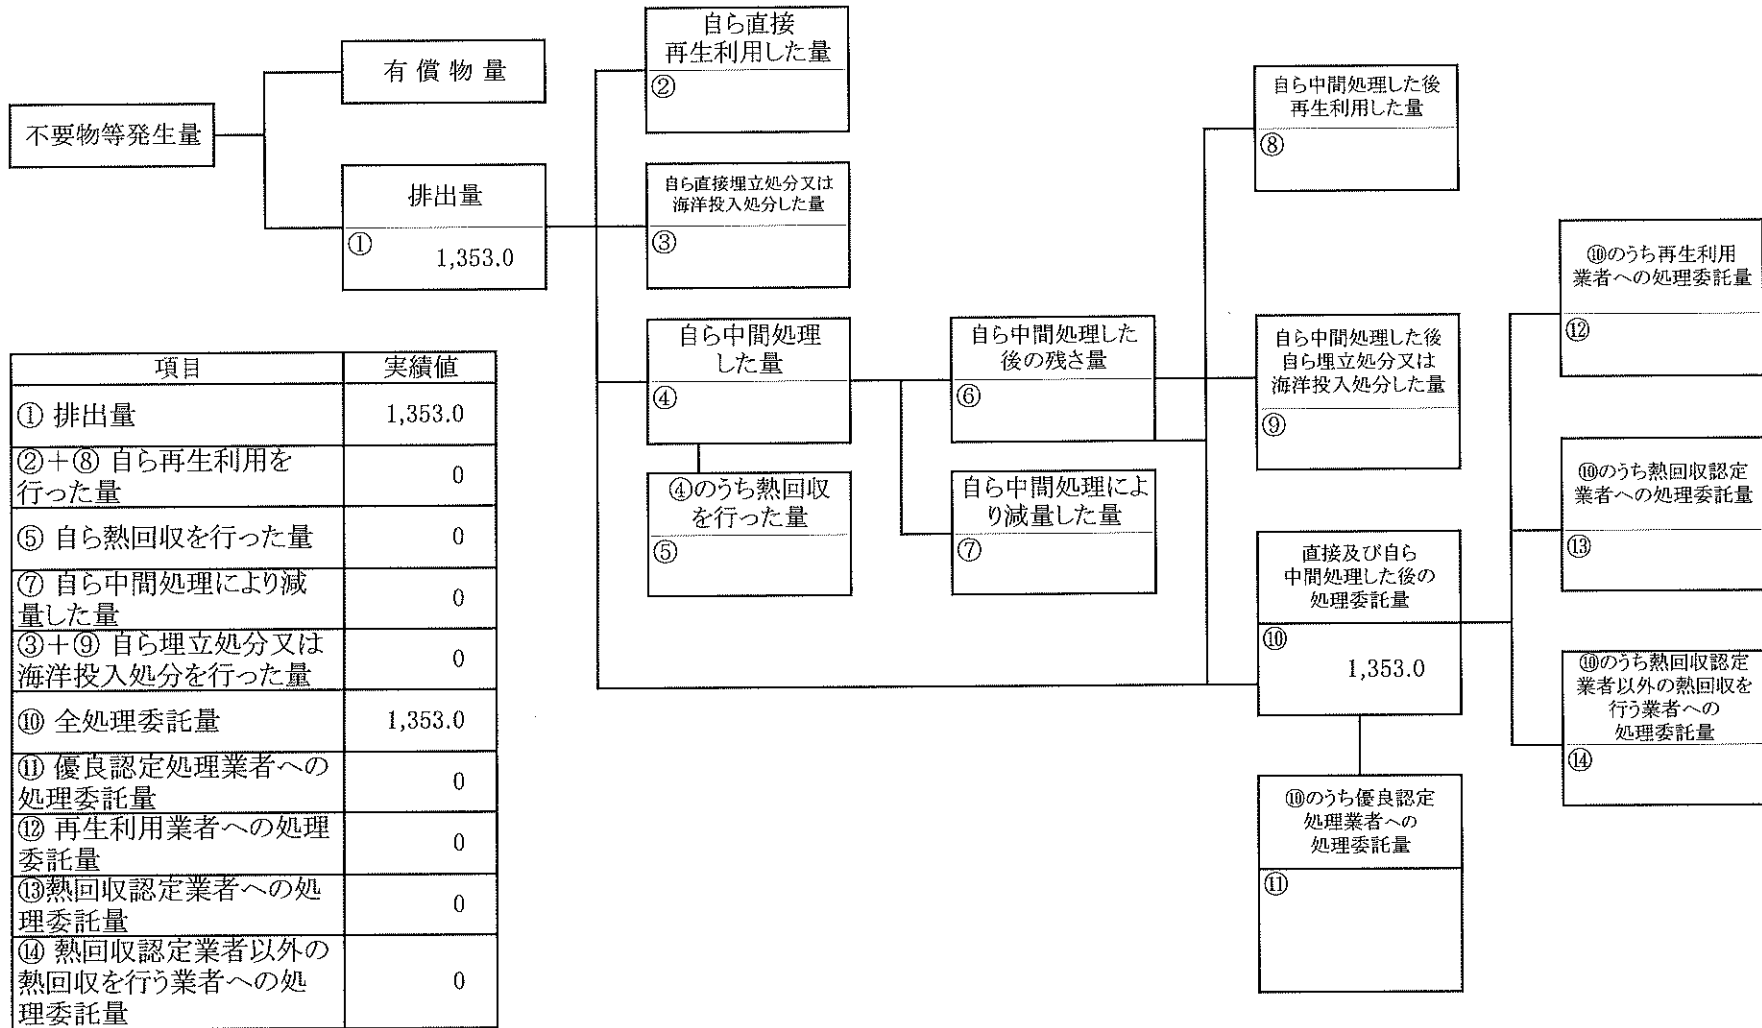 不要物等発生量
有償物量
排出量
①
1,353.0
自ら直接
再生利用した量
②
自ら直接埋立処分又は
海洋投入処分した量
③
自ら中間処理
した量
④
④のうち熱回収
を行った量
⑤
自ら中間処理した
後の残さ量
⑥
自ら中間処理によ
り減量した量
⑦
自ら中間処理した後
再生利用した量
⑧
自ら中間処理した後
自ら埋立処分又は
海洋投入処分した量
⑨
直接及び自ら
中間処理した後の
処理委託量
⑩
1,353.0
⑩のうち優良認定
処理業者への
処理委託量
⑪
⑩のうち再生利用
業者への処理委託量
⑫
⑩のうち熱回収認定
業者への処理委託量
⑬
⑩のうち熱回収認定
業者以外の熱回収を
行う業者への
処理委託量
⑭
項目 実績値
① 排出量 1,353.0
②＋⑧ 自ら再生利用を
行った量 0
⑤ 自ら熱回収を行った量 0
⑦ 自ら中間処理により減
量した量 0
③＋⑨ 自ら埋立処分又は
海洋投入処分を行った量 0
⑩ 全処理委託量 1,353.0
⑪ 優良認定処理業者への
処理委託量 0
⑫ 再生利用業者への処理
委託量 0
⑬熱回収認定業者への処
理委託量 0
⑭ 熱回収認定業者以外の
熱回収を行う業者への処
理委託量 0